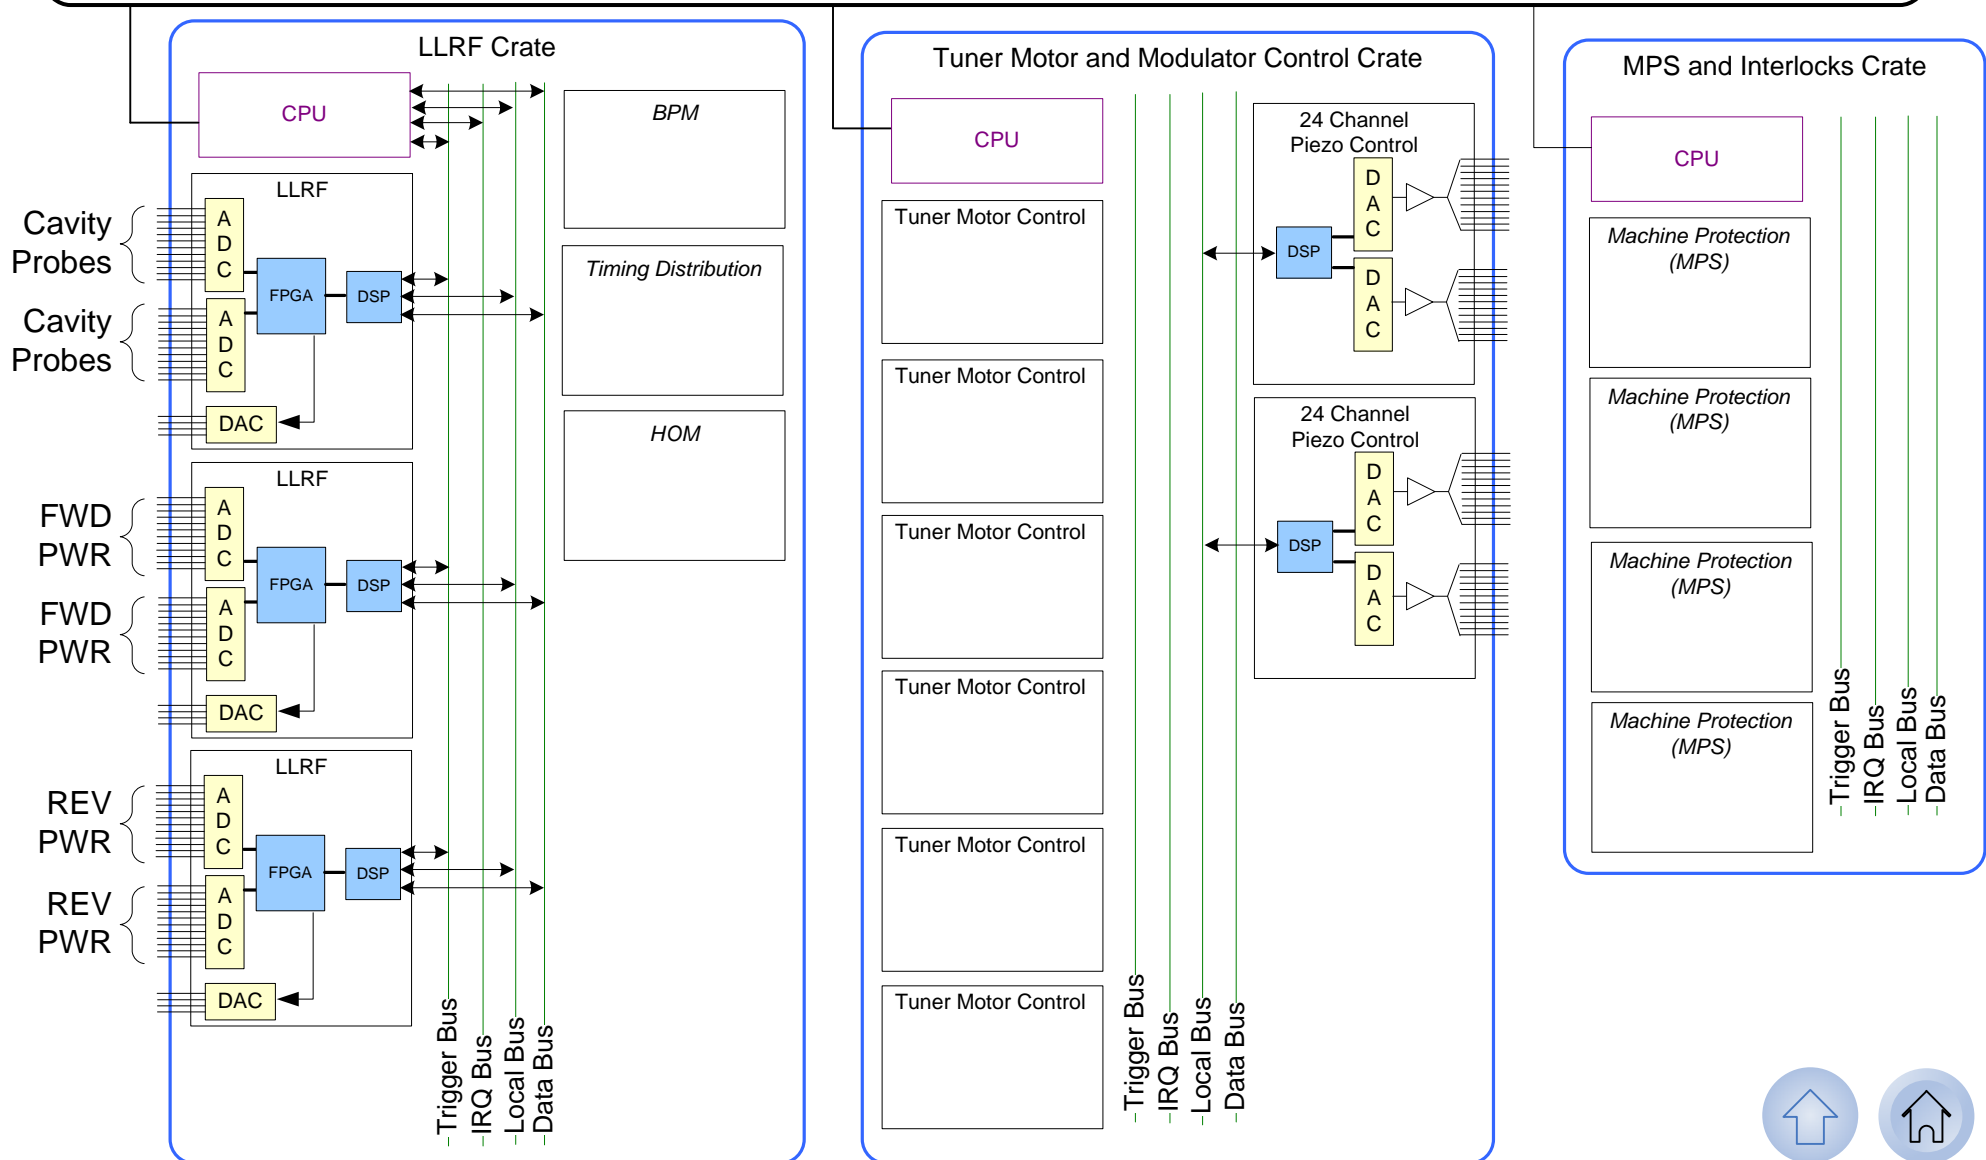 LLRF Crate
CPU
LLRF
Cavity
Probes
A
D
C
FPGA
DSP
Cavity
Probes
A
D
C
DAC
LLRF
FWD
PWR
A
D
C
FPGA
DSP
FWD
PWR
A
D
C
DAC
LLRF
REV
PWR
A
D
C
FPGA
DSP
REV
PWR
A
D
C
DAC
BPM
Timing Distribution
HOM
Trigger Bus
IRQ Bus
Local Bus
Data Bus
Tuner Motor and Modulator Control Crate
CPU
Tuner Motor Control
Tuner Motor Control
Tuner Motor Control
Tuner Motor Control
Tuner Motor Control
Tuner Motor Control
Trigger Bus
IRQ Bus
Local Bus
Data Bus
24 Channel
Piezo Control
DSP
D
A
C
D
A
C
24 Channel
Piezo Control
DSP
D
A
C
D
A
C
MPS and Interlocks Crate
CPU
Machine Protection
(MPS)
Machine Protection
(MPS)
Machine Protection
(MPS)
Machine Protection
(MPS)
Trigger Bus
IRQ Bus
Local Bus
Data Bus